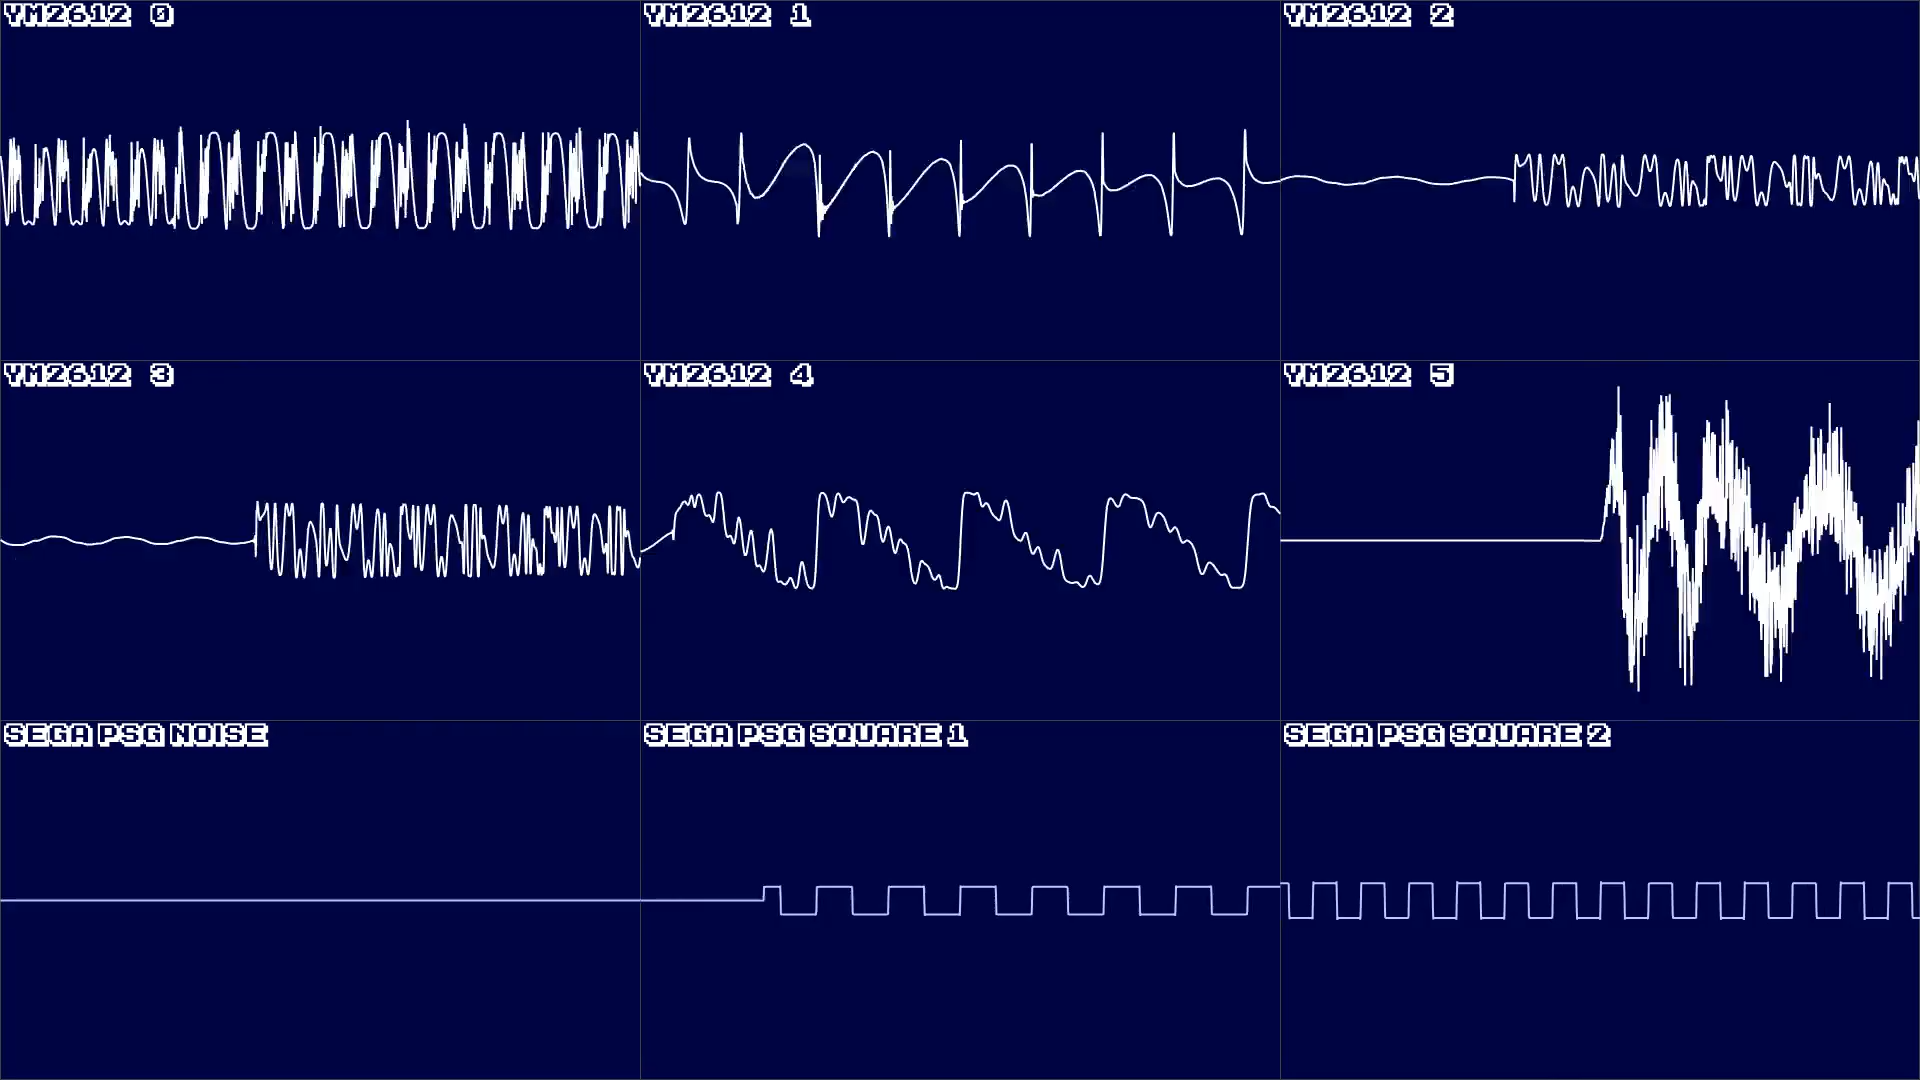 YM2612 0
YM2612 1
YM2612 2
YM2612 3
YM2612 4
YM2612 5
SEGA PSG NOISE
SEGA PSG SQUARE 1
SEGA PSG SQUARE 2